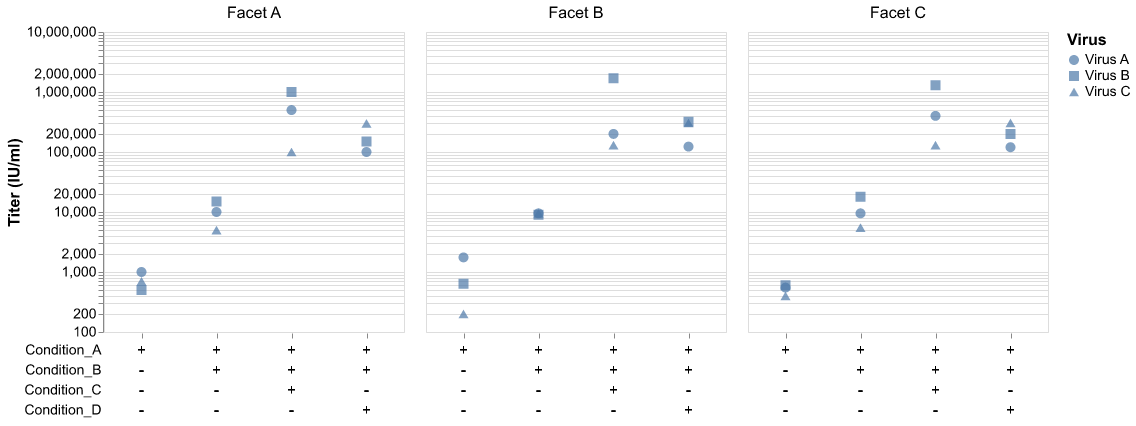 Facet A
Facet B
Facet C
Virus
Virus A
Virus B
Virus C
Titer (IU/ml)
10,000,000
2,000,000
1,000,000
200,000
100,000
20,000
10,000
2,000
1,000
200
100
Condition_A + + + + + + + + + + + +
Condition_B - + + + - + + + - + + +
Condition_C - - + - - - + - - - + -
Condition_D - - - + - - - + - - - +